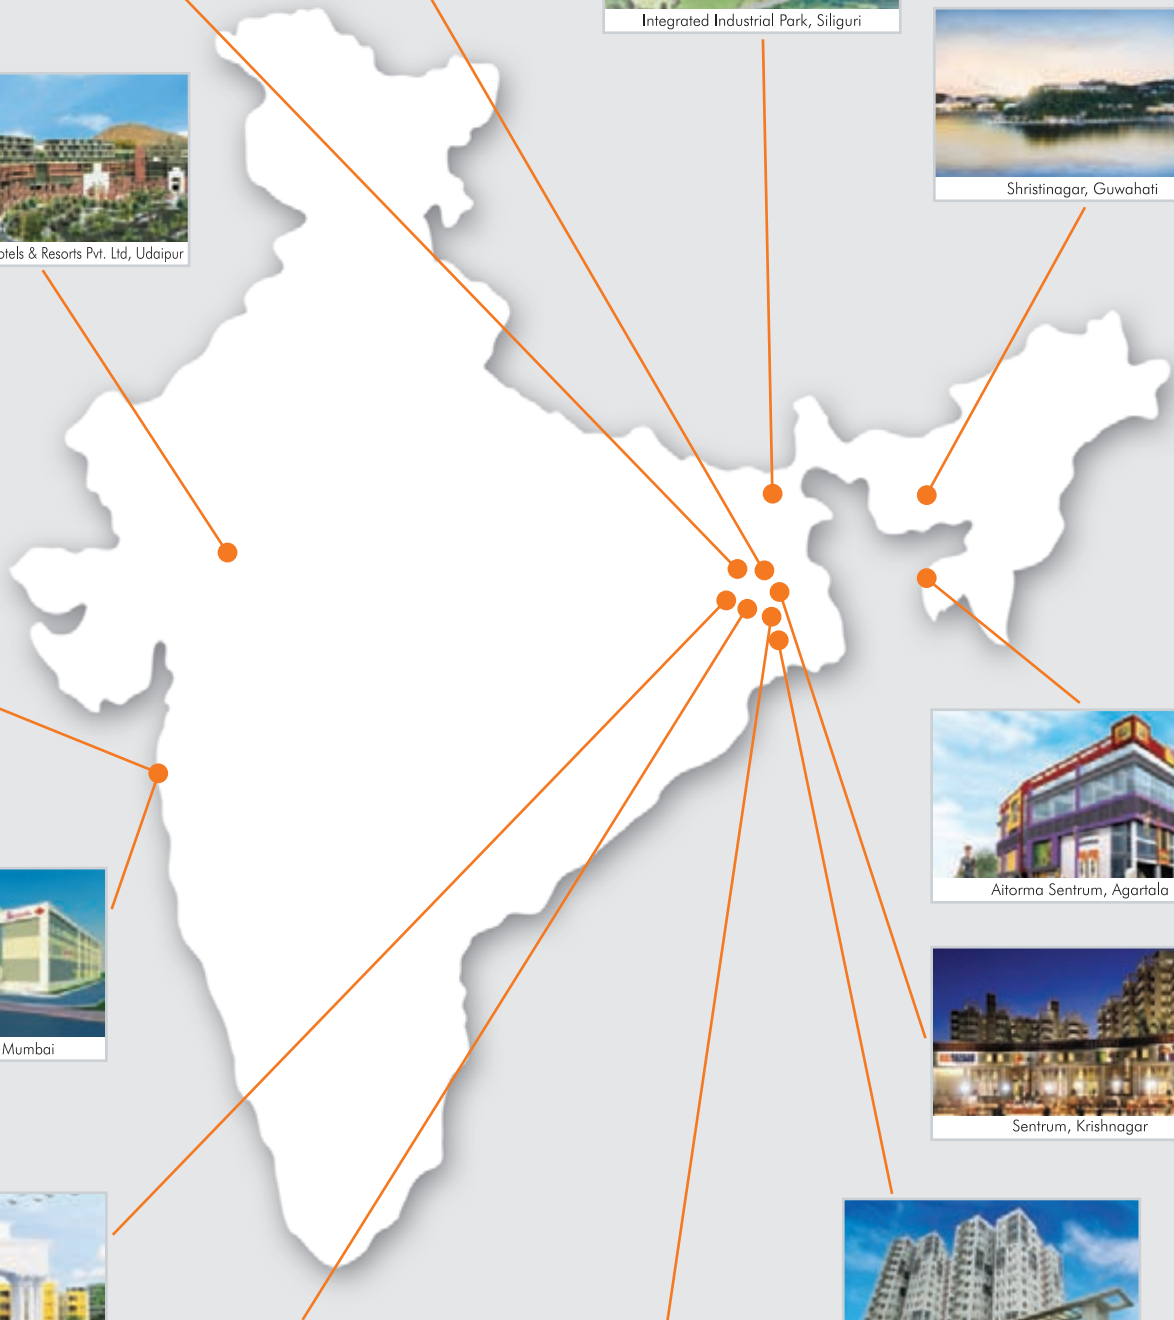 Integrated Industrial Park, Siliguri
Shristinagar, Guwahati
otels & Resorts Pvt. Ltd, Udaipur
Aitorma Sentrum, Agartala
Mumbai
Sentrum, Krishnagar